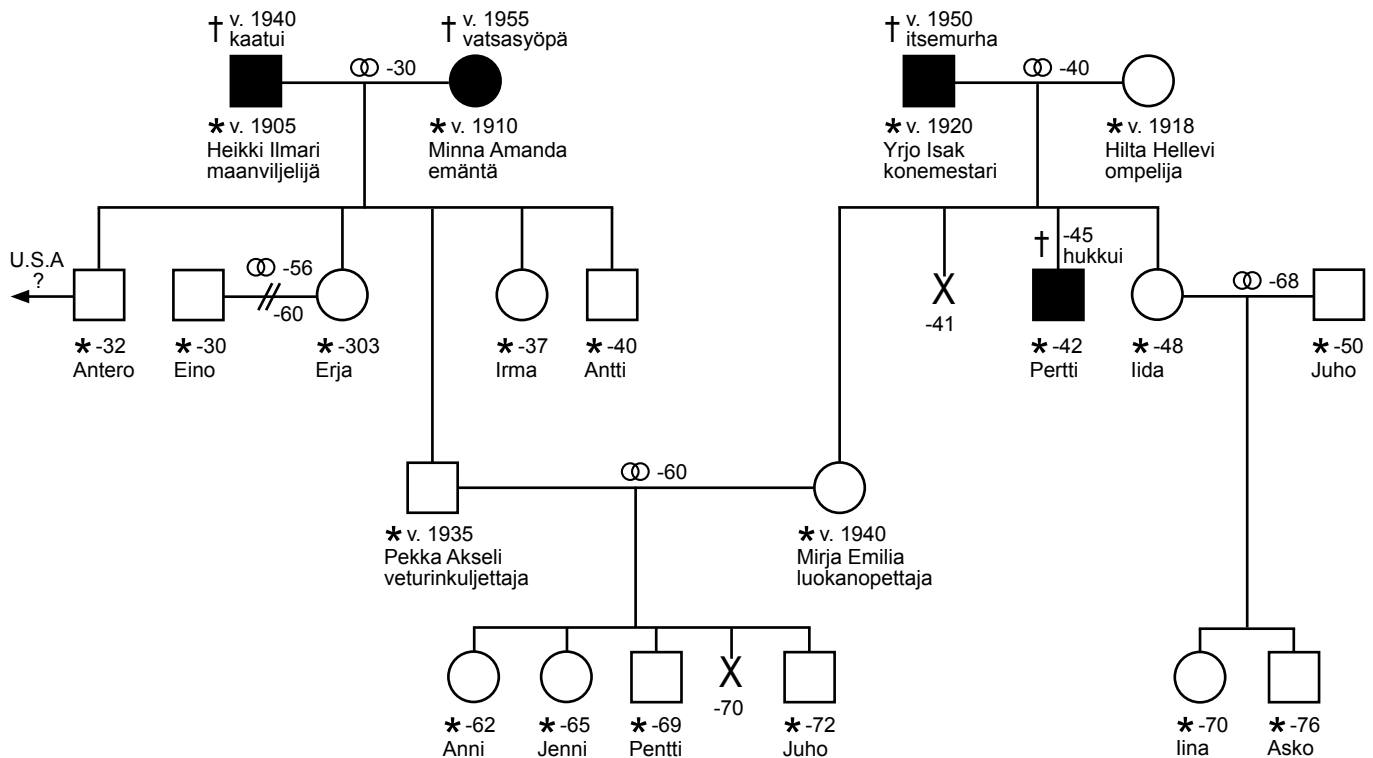 † v. 1940
kaatui
† v. 1955
vatsasyöpä
† v. 1950
itsemurha
-30
-40
* v. 1905
Heikki Ilmari
maanviljelijä
* v. 1910
Minna Amanda
emäntä
* v. 1920
Yrjo Isak
konemestari
* v. 1918
Hilta Hellevi
ompelija
U.S.A
?
-56
-60
† -45
hukkui
-68
X
-41
* -32
Antero
* -30
Eino
* -303
Erja
* -37
Irma
* -40
Antti
* -42
Pertti
* -48
Iida
* -50
Juho
-60
* v. 1935
Pekka Akseli
veturinkuljettaja
* v. 1940
Mirja Emilia
luokanopettaja
X
-70
* -62
Anni
* -65
Jenni
* -69
Pentti
* -72
Juho
* -70
Iina
* -76
Asko